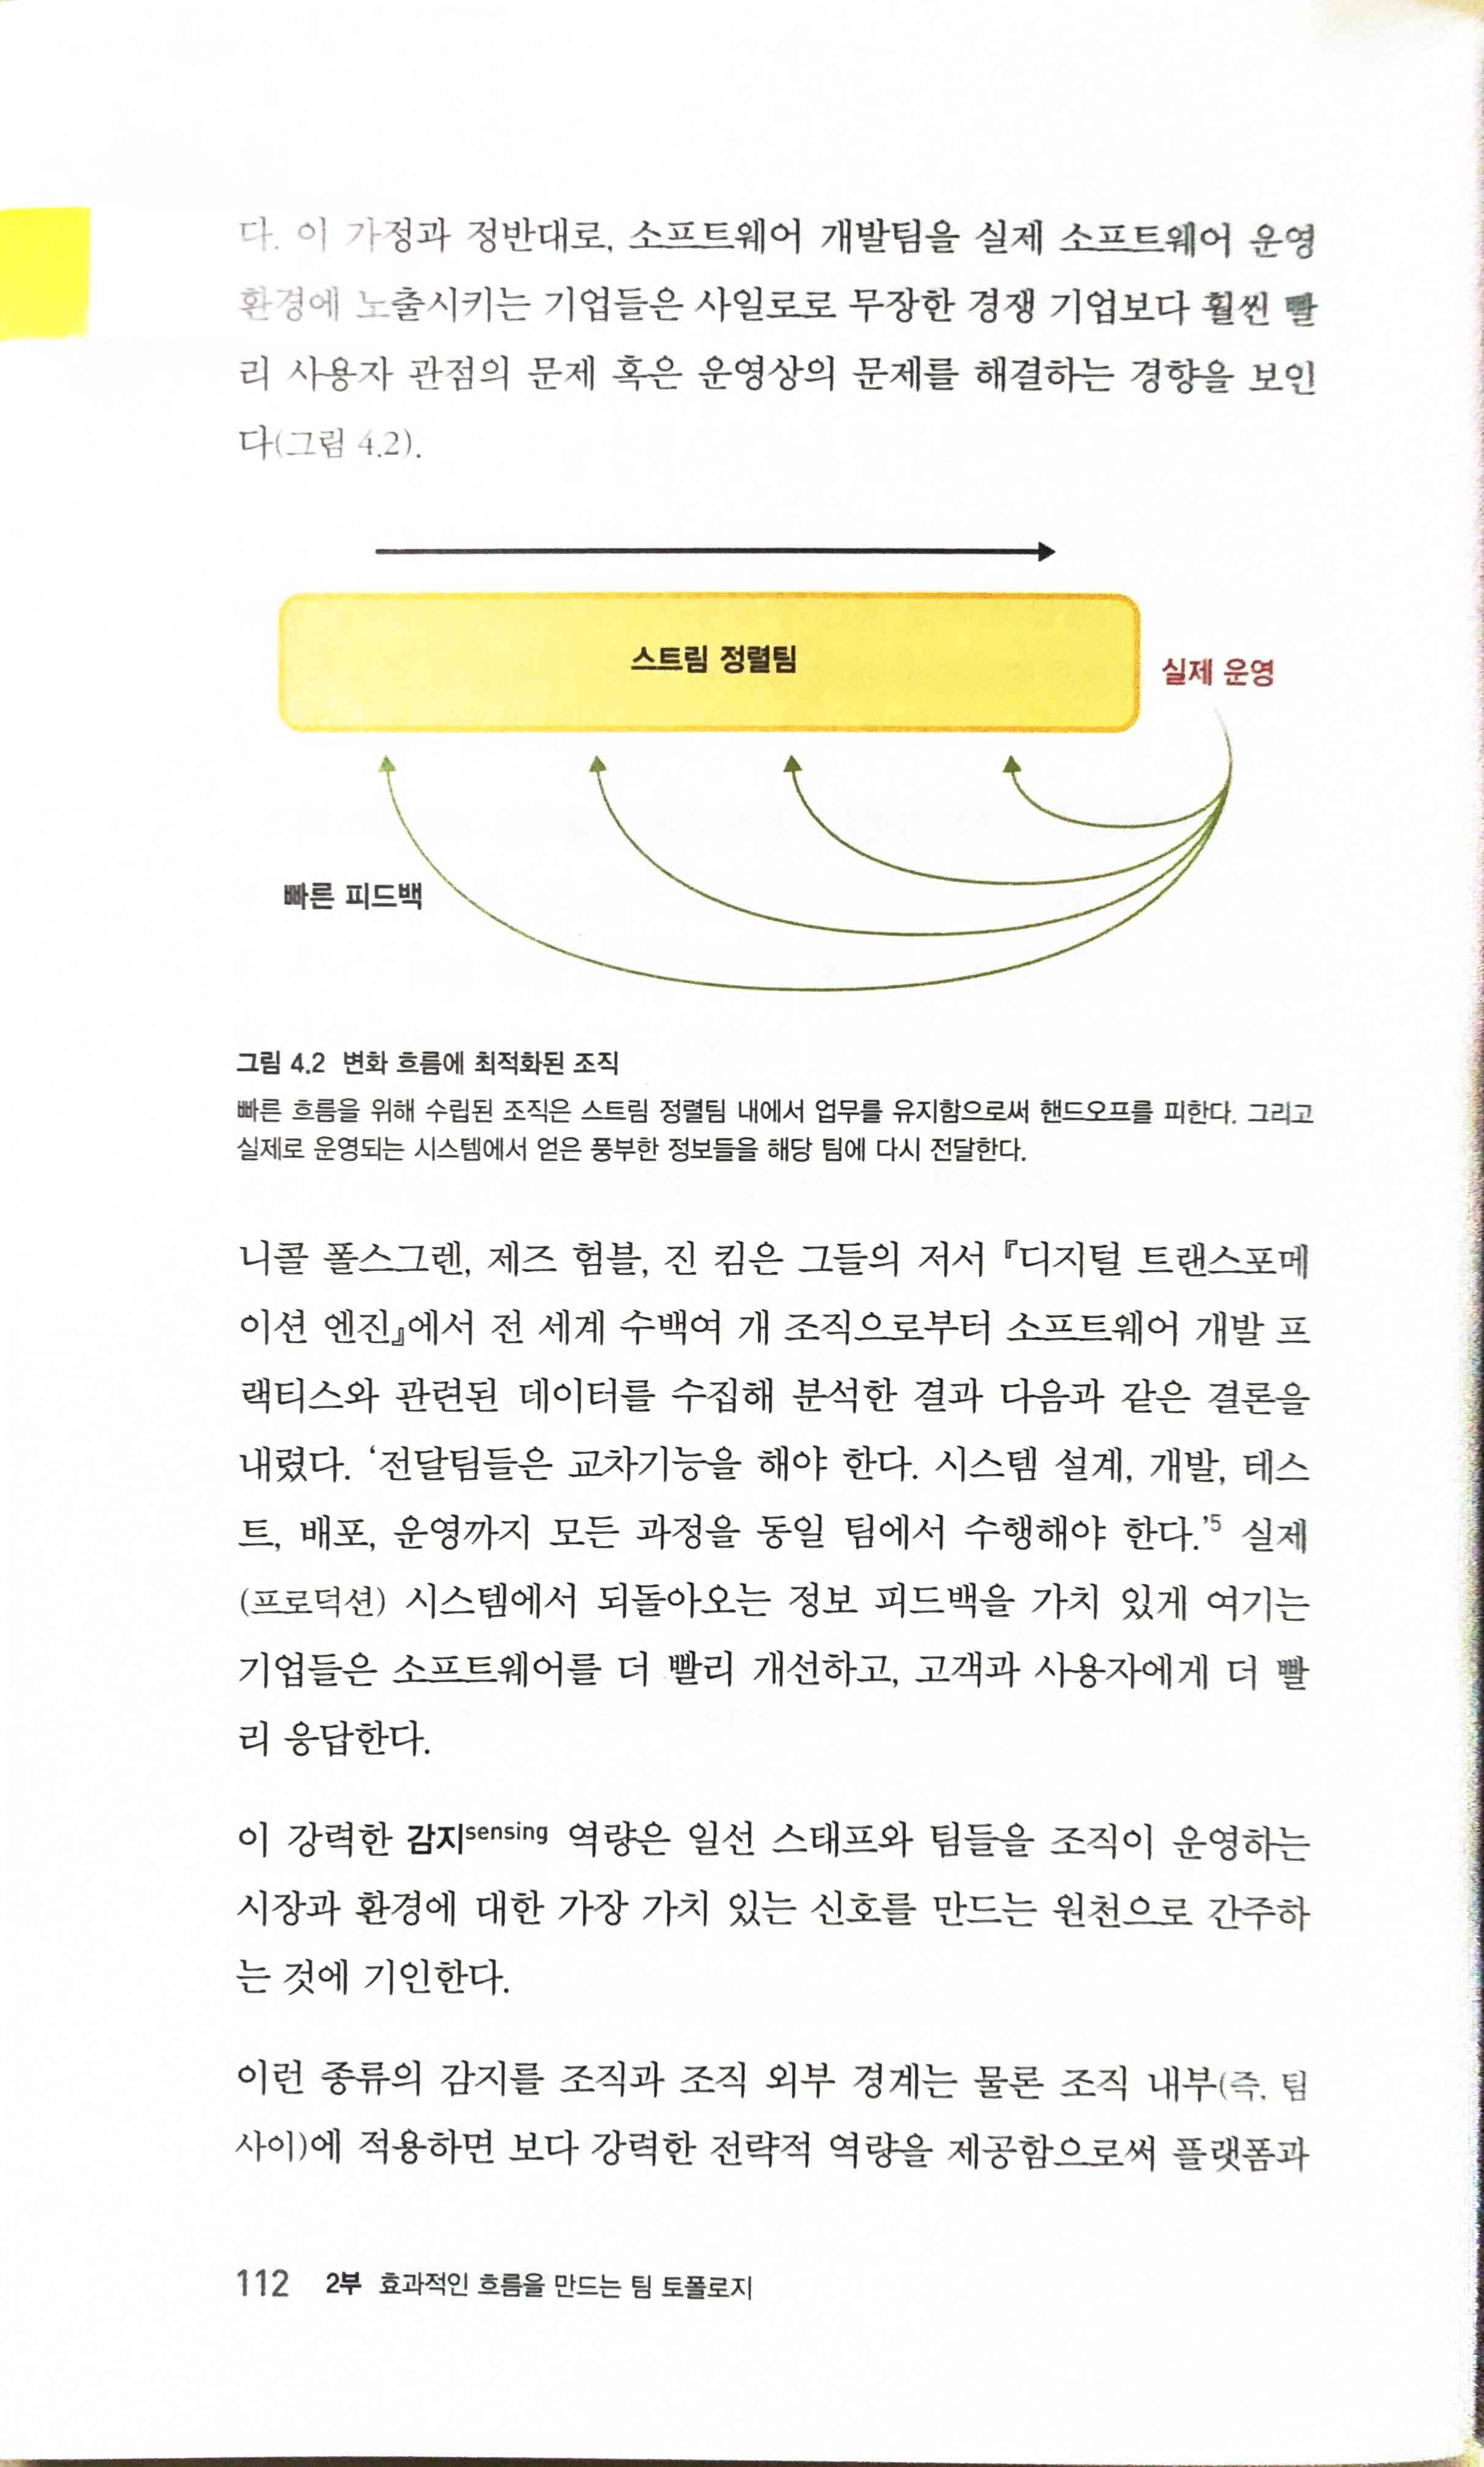 다. 이 가정과 정반대로, 소프트웨어 개발팀을 실제 소프트웨어 운영
환경에 노출시키는 기업들은 사일로로 무장한 경쟁 기업보다 훨씬 빨
리 사용자 관점의 문제 혹은 운영상의 문제를 해결하는 경향을 보인
다(그림 4.2).
스트림 정렬팀
실제 운영
빠른 피드백
그림 4.2 변화 흐름에 최적화된 조직
빠른 흐름을 위해 수립된 조직은 스트림 정렬팀 내에서 업무를 유지함으로써 핸드오프를 피한다. 그리고
실제로 운영되는 시스템에서 얻은 풍부한 정보들을 해당 팀에 다시 전달한다.
니콜 폴스그렌, 제즈 험블, 진 킴은 그들의 저서 『디지털 트랜스포메
이션 엔진』에서 전 세계 수백여 개 조직으로부터 소프트웨어 개발 프
랙티스와 관련된 데이터를 수집해 분석한 결과 다음과 같은 결론을
내렸다. ‘전달팀들은 교차기능을 해야 한다. 시스템 설계, 개발, 테스
트, 배포, 운영까지 모든 과정을 동일 팀에서 수행해야 한다.’5 실제
(프로덕션) 시스템에서 되돌아오는 정보 피드백을 가치 있게 여기는
기업들은 소프트웨어를 더 빨리 개선하고, 고객과 사용자에게 더 빨
리 응답한다.
이 강력한 감지sensing 역량은 일선 스태프와 팀들을 조직이 운영하는
시장과 환경에 대한 가장 가치 있는 신호를 만드는 원천으로 간주하
는 것에 기인한다.
이런 종류의 감지를 조직과 조직 외부 경계는 물론 조직 내부(즉, 팀
사이)에 적용하면 보다 강력한 전략적 역량을 제공함으로써 플랫폼과
112 2부 효과적인 흐름을 만드는 팀 토폴로지